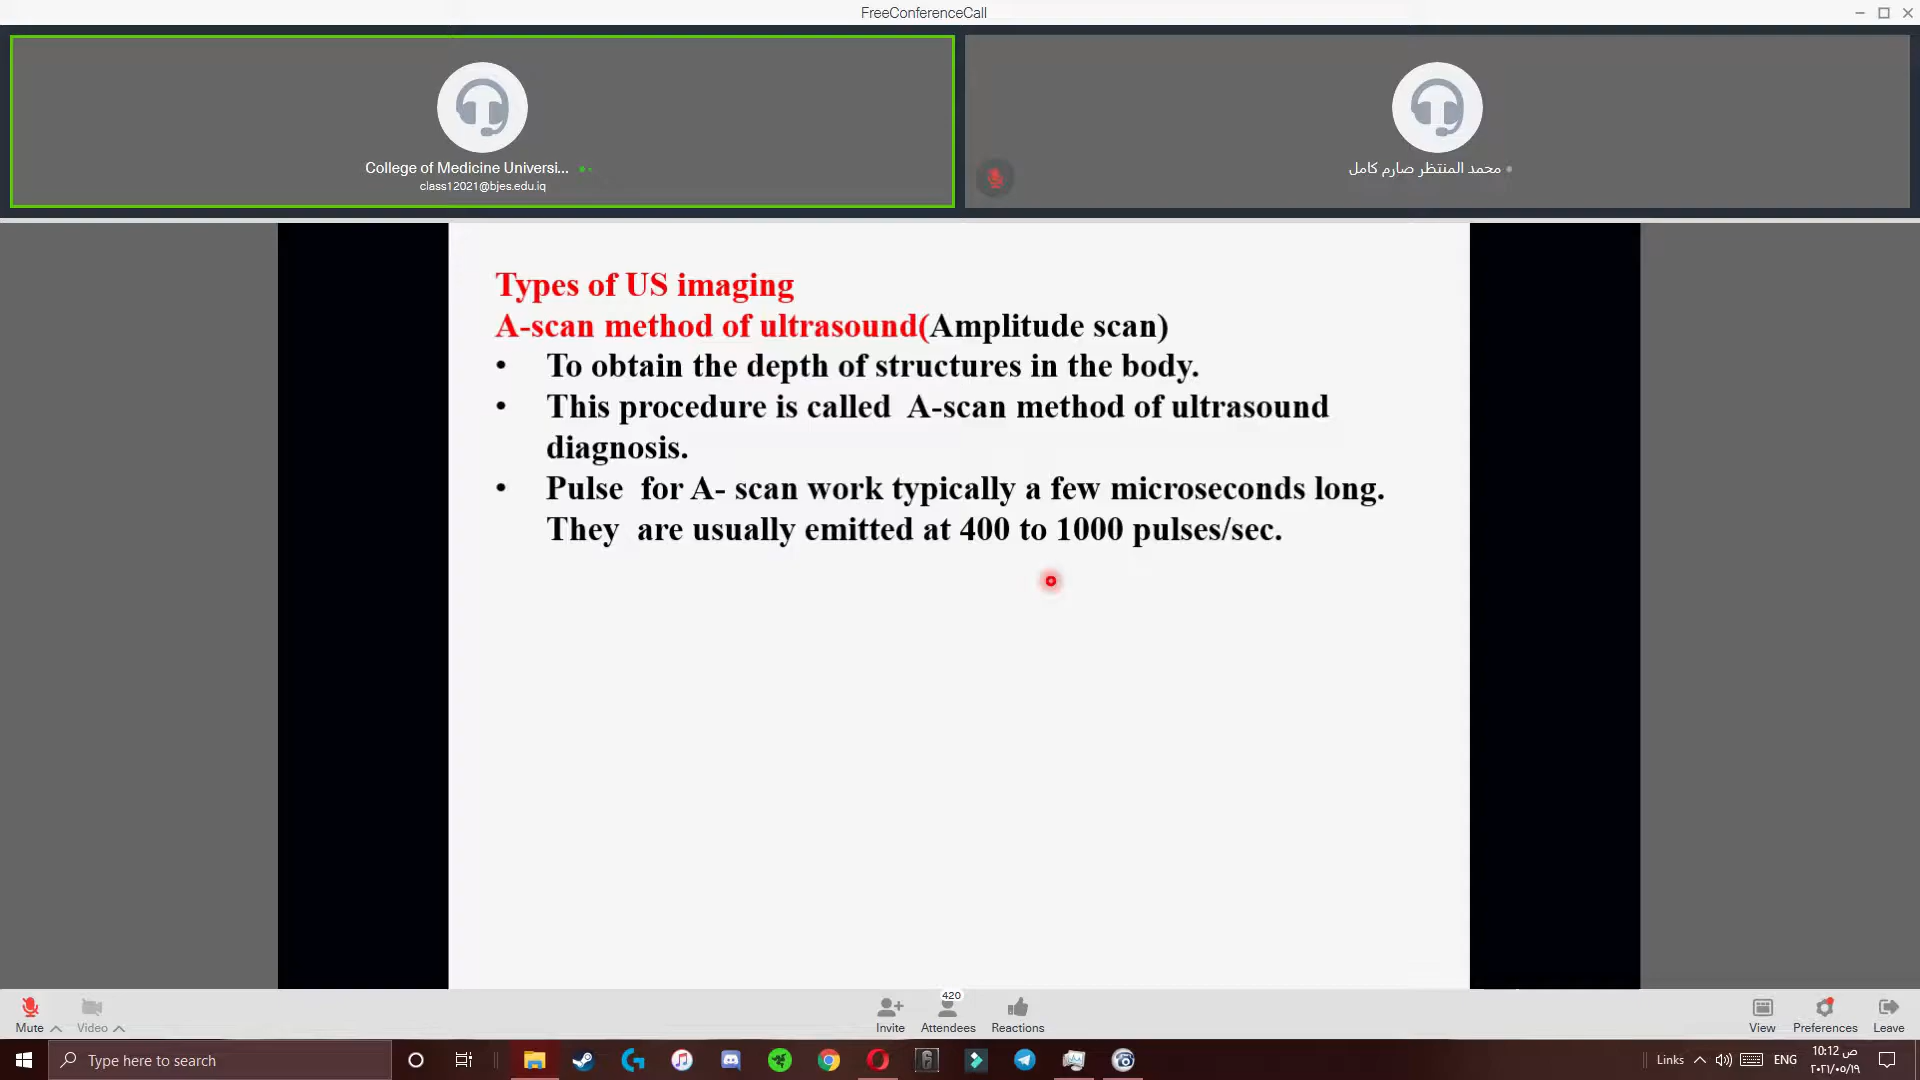 FreeConferenceCall
College of Medicine Universi...
class12021@bjes.edu.iq
محمد المنتظر صارم كامل
Types of US imaging
A-scan method of ultrasound(Amplitude scan)
• To obtain the depth of structures in the body.
• This procedure is called A-scan method of ultrasound
diagnosis.
• Pulse for A- scan work typically a few microseconds long.
They are usually emitted at 400 to 1000 pulses/sec.
Mute
Video
Invite
420
Attendees
Reactions
View
Preferences
Leave
Type here to search
Links
ENG
10:12 ص
٢٠٢١/٠٥/١٩